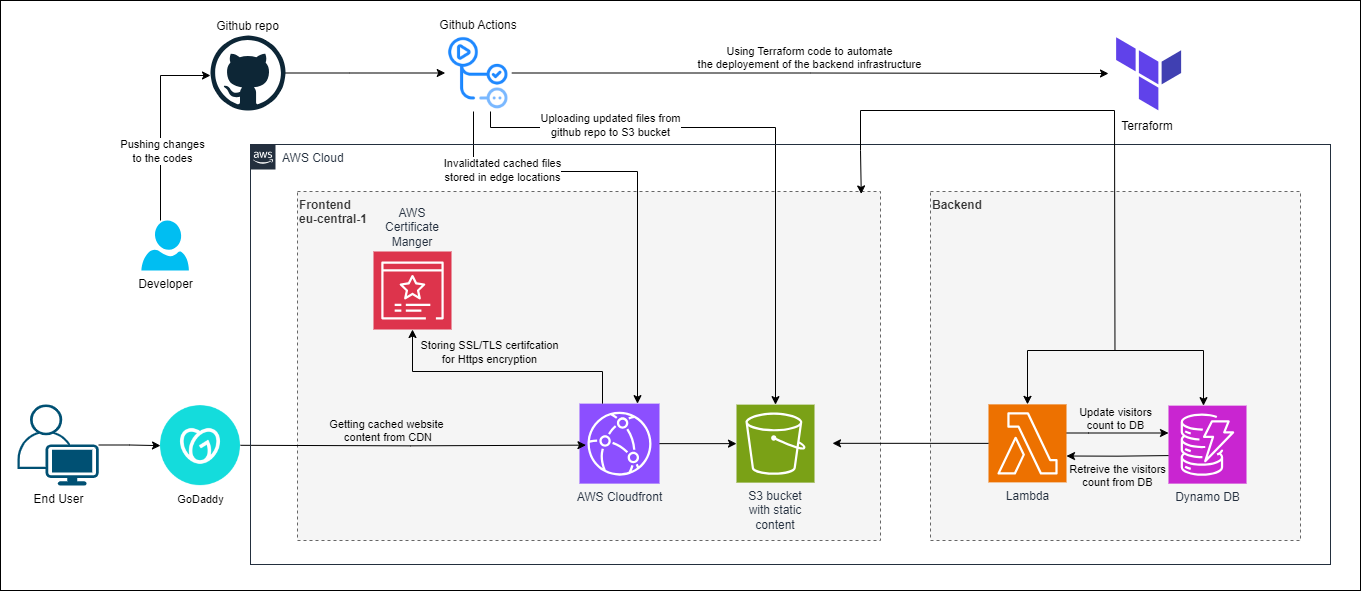 Github repo
Github Actions
Using Terraform code to automate
the deployement of the backend infrastructure
Terraform
Uploading updated files from
github repo to S3 bucket
Pushing changes
to the codes
Developer
aws
AWS Cloud
Invalidtated cached files
stored in edge locations
Frontend
eu-central-1
AWS
Certificate
Manger
Backend
Storing SSL/TLS certifcation
for Https encryption
End User
GoDaddy
Getting cached website
content from CDN
AWS Cloudfront
S3 bucket
with static
content
Lambda
Update visitors
count to DB
Retreive the visitors
count from DB
Dynamo DB